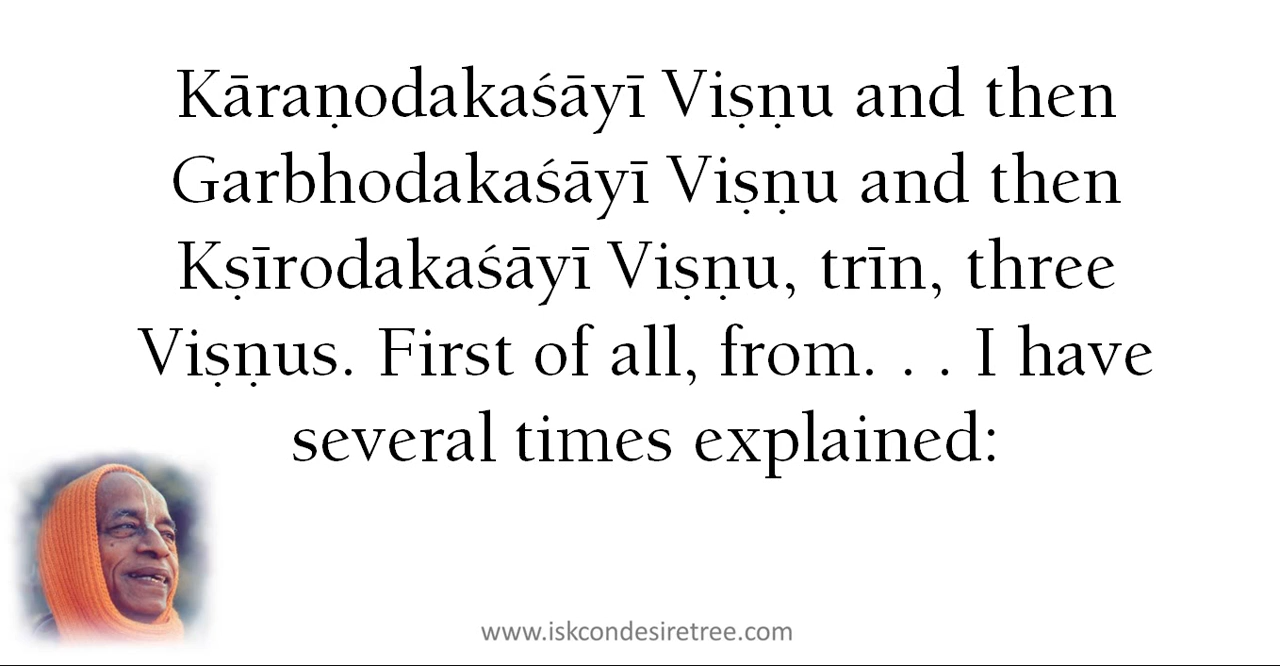 Kāraṇodakaśāyī Viṣṇu and then
Garbhodakaśāyī Viṣṇu and then
Kṣīrodakaśāyī Viṣṇu, trīn, three
Viṣṇus. First of all, from. . . I have
several times explained:
www.iskcondesiretree.com